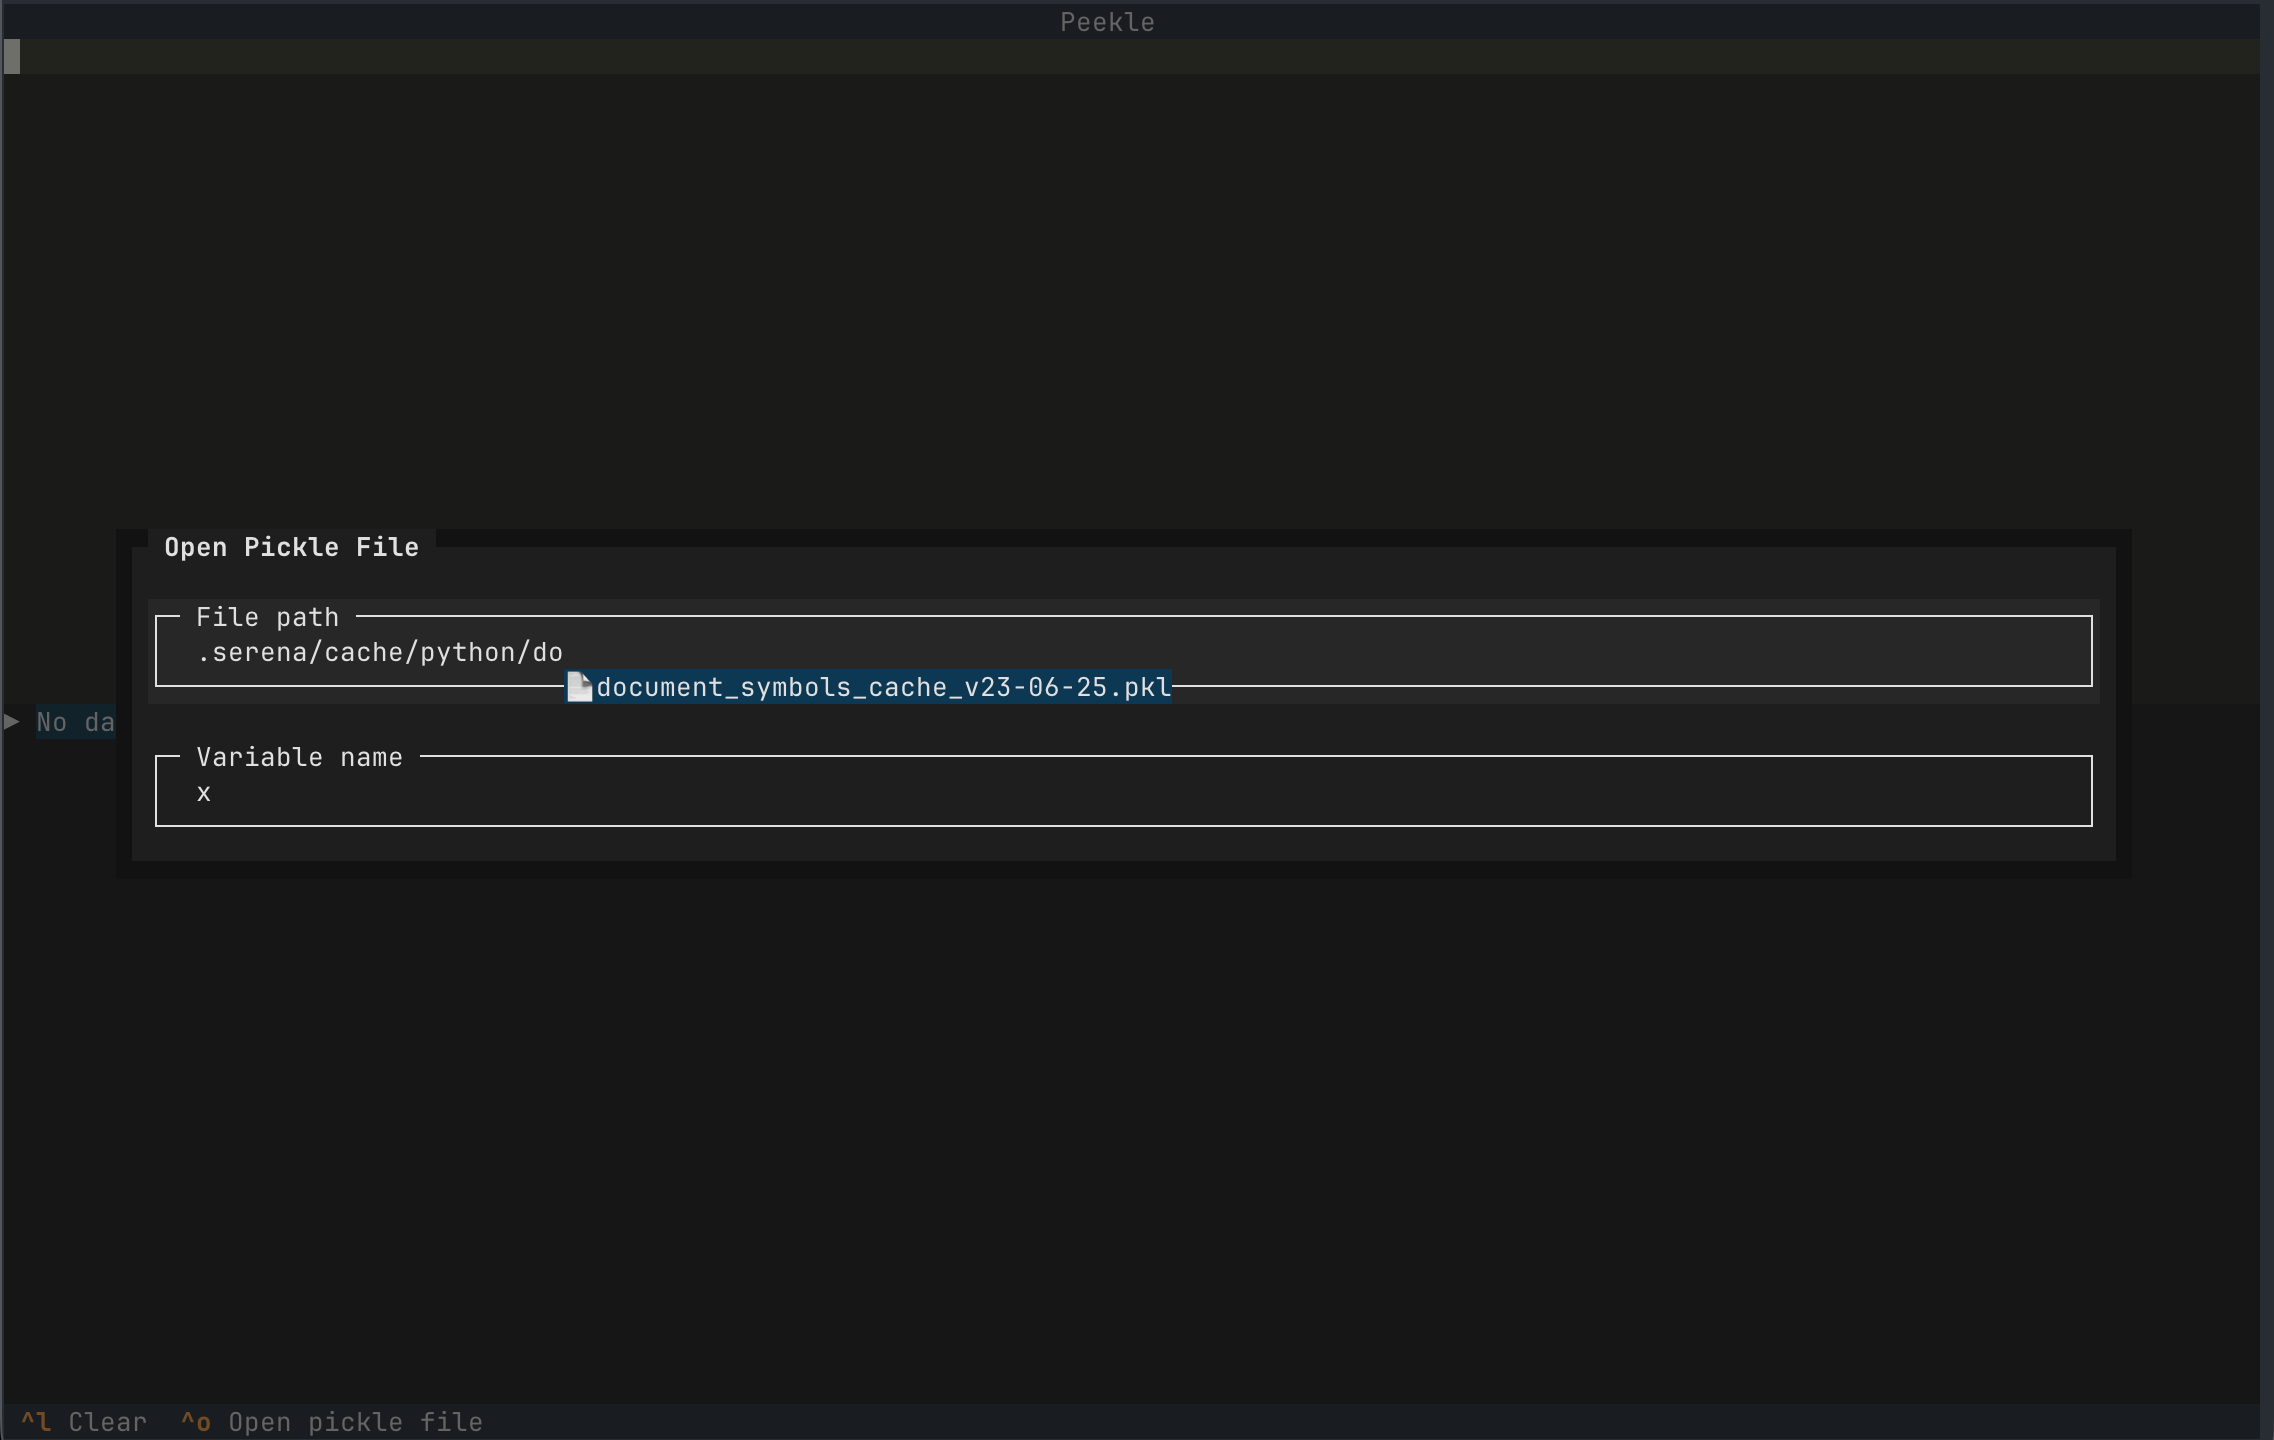 Peekle
Open Pickle File
File path
.serena/cache/python/do
document_symbols_cache_v23-06-25.pkl
No da
Variable name
x
^l Clear ^o Open pickle file